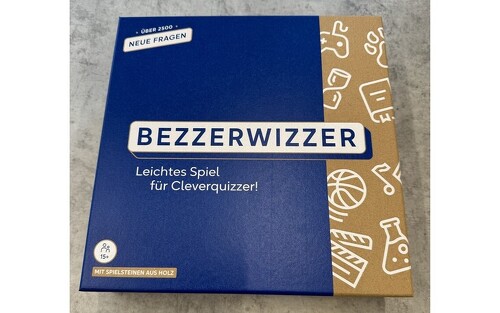 ÜBER 2500
NEUE FRAGEN
BEZZERWIZZER
Leichtes Spiel
für Cleverquizzer!
15+
MIT SPIELSTEINEN AUS HOLZ